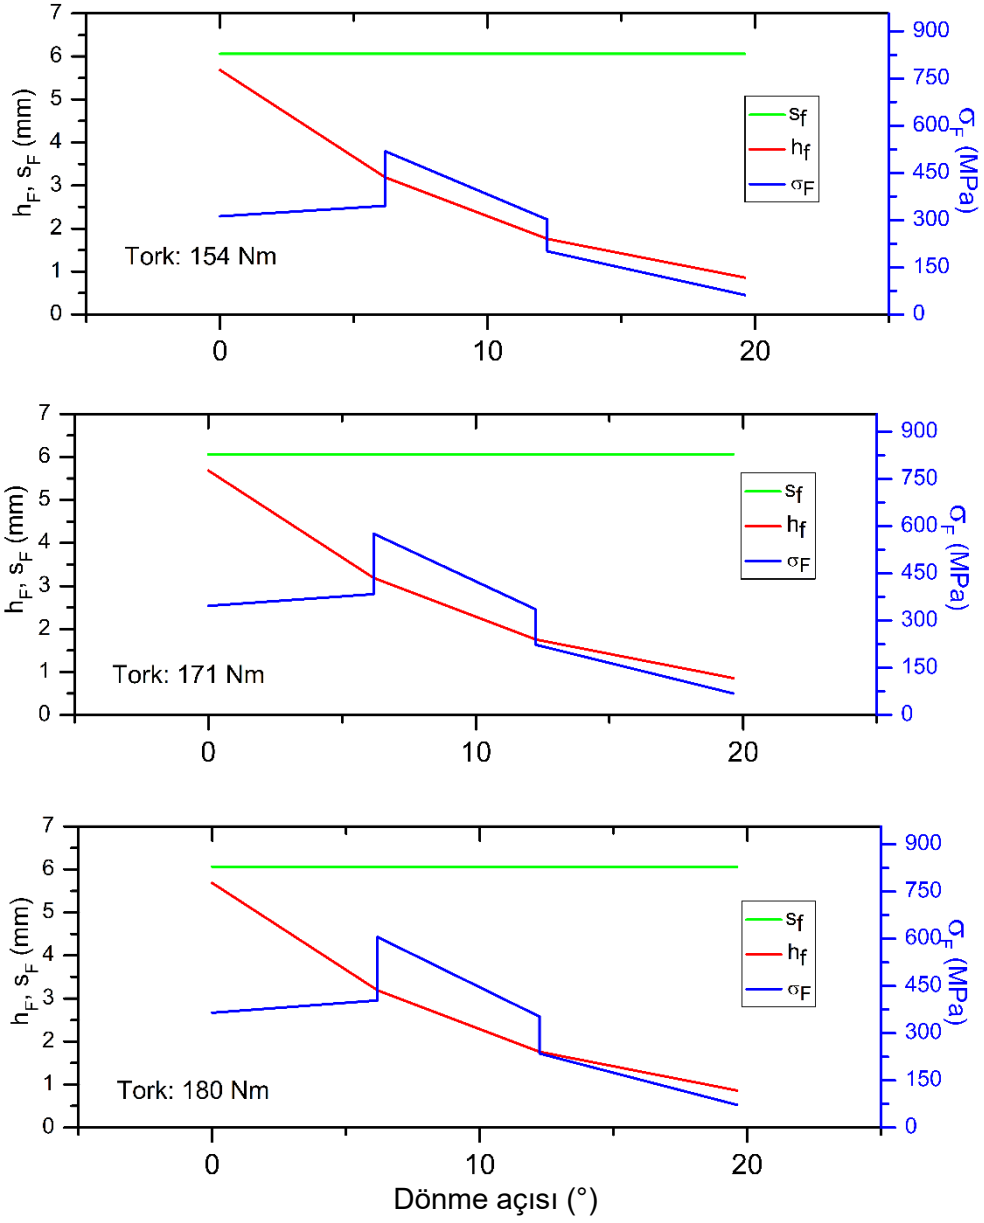 7
6
5
4
3
2
1
0
h_F, s_F (mm)
900
750
600
450
300
150
0
σ_F (MPa)
s_f
h_f
σ_F
Tork: 154 Nm
0 10 20
7
6
5
4
3
2
1
0
h_F, s_F (mm)
900
750
600
450
300
150
0
σ_F (MPa)
s_f
h_f
σ_F
Tork: 171 Nm
0 10 20
7
6
5
4
3
2
1
0
h_F, s_F (mm)
900
750
600
450
300
150
0
σ_F (MPa)
s_f
h_f
σ_F
Tork: 180 Nm
0 10 20
Dönme açısı (°)